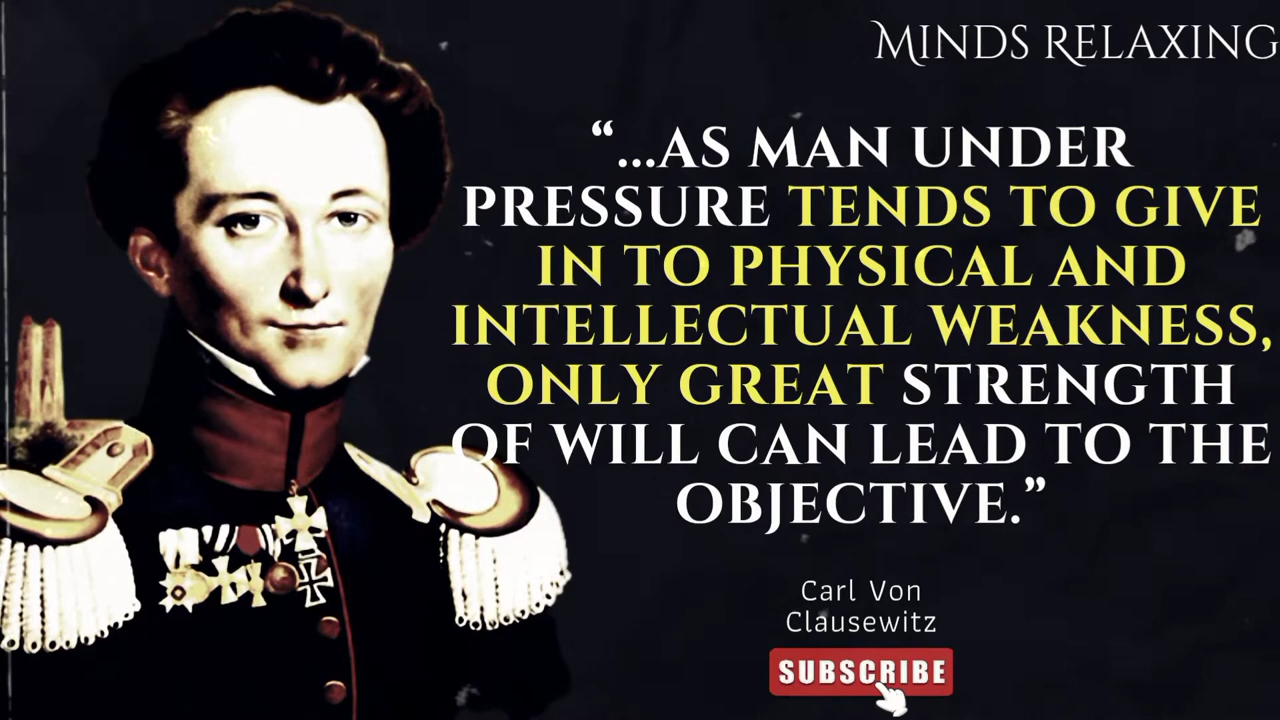 MINDS RELAXING
“...AS MAN UNDER
PRESSURE TENDS TO GIVE
IN TO PHYSICAL AND
INTELLECTUAL WEAKNESS,
ONLY GREAT STRENGTH
OF WILL CAN LEAD TO THE
OBJECTIVE.”
Carl Von
Clausewitz
SUBSCRIBE